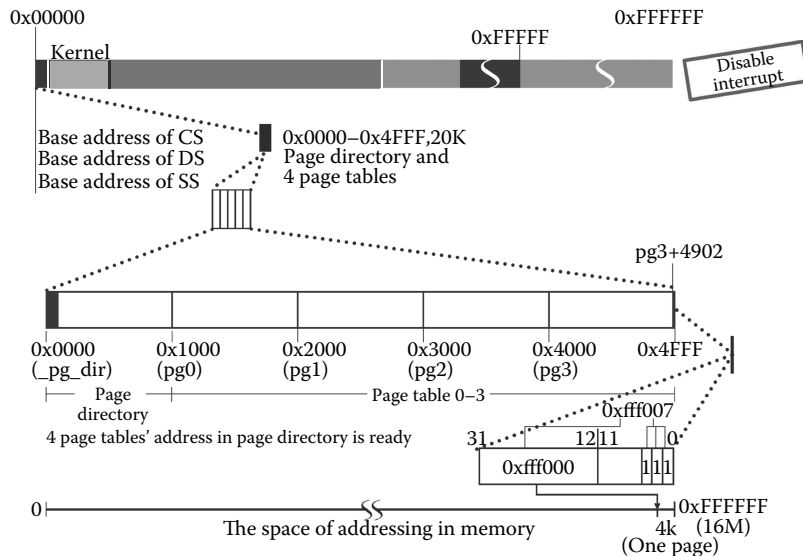 0x00000
0xFFFFFF
0xFFFFF
Kernel
Disable
interrupt
Base address of CS
Base address of DS
Base address of SS
0x0000–0x4FFF,20K
Page directory and
4 page tables
pg3+4902
0x0000
(_pg_dir)
0x1000
(pg0)
0x2000
(pg1)
0x3000
(pg2)
0x4000
(pg3)
0x4FFF
Page
directory
Page table 0–3
4 page tables' address in page directory is ready
0xfff007
31
12 11
0
0xfff000
1 1 1
0
The space of addressing in memory
4k
(One page)
0xFFFFFF
(16M)